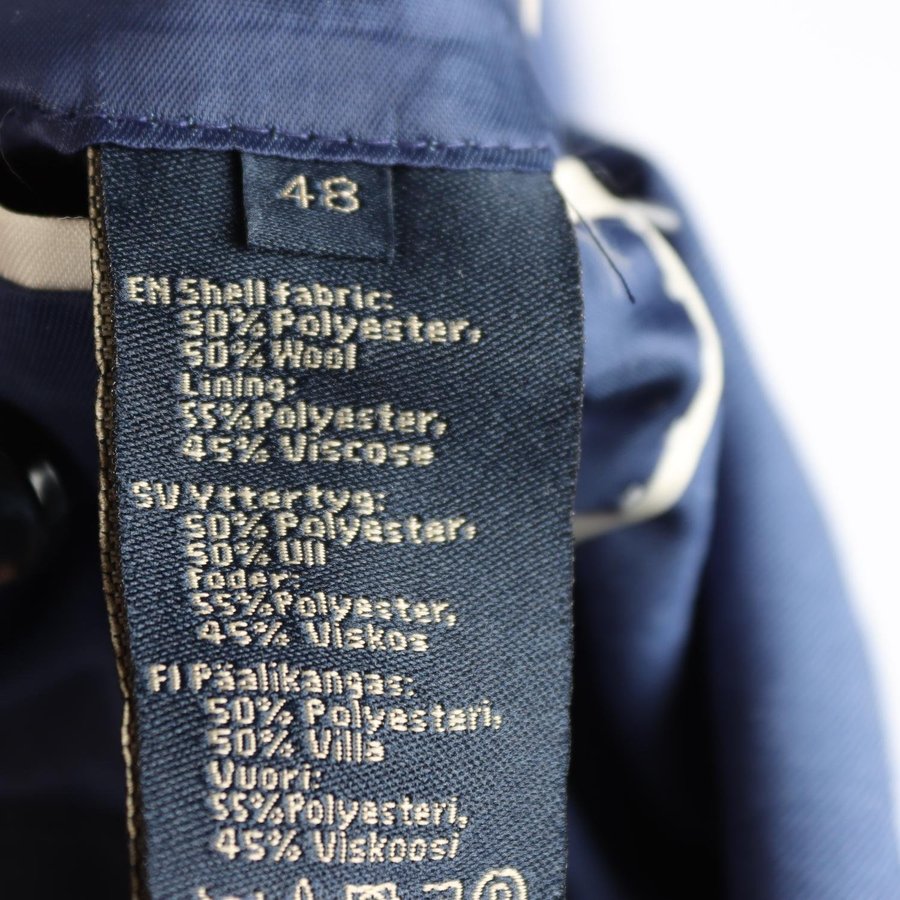 48
EN Shell fabric:
50% Polyester,
50% Wool
Lining:
55% Polyester,
45% Viscose
SV Yttertyg:
50% Polyester,
50% Ull
Foder:
55% Polyester,
45% Viskos
FI Päälikangas:
50% Polyesteri,
50% Villa
Vuori:
55% Polyesteri,
45% Viskoosi